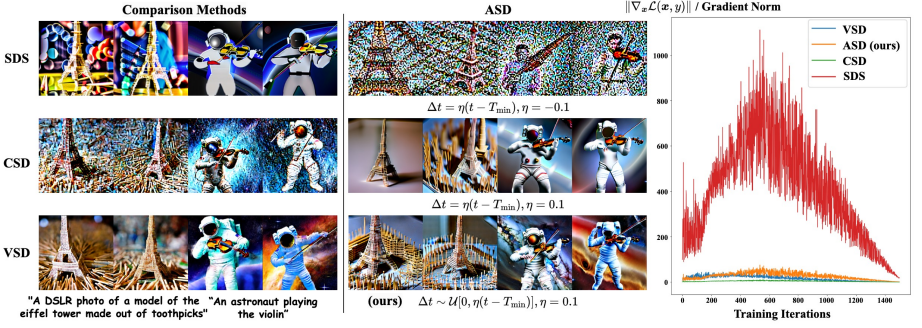 Comparison Methods
ASD
SDS
CSD
VSD
"A DSLR photo of a model of the
eiffel tower made out of toothpicks"
"An astronaut playing
the violin"
Δt = η(t − T_min), η = −0.1
Δt = η(t − T_min), η = 0.1
(ours) Δt ∼ 𝒰[0, η(t − T_min)], η = 0.1
‖∇_𝒙ℒ(𝒙, y)‖ / Gradient Norm
VSD
ASD (ours)
CSD
SDS
1000
800
600
400
200
0
0 200 400 600 800 1000 1200 1400
Training Iterations